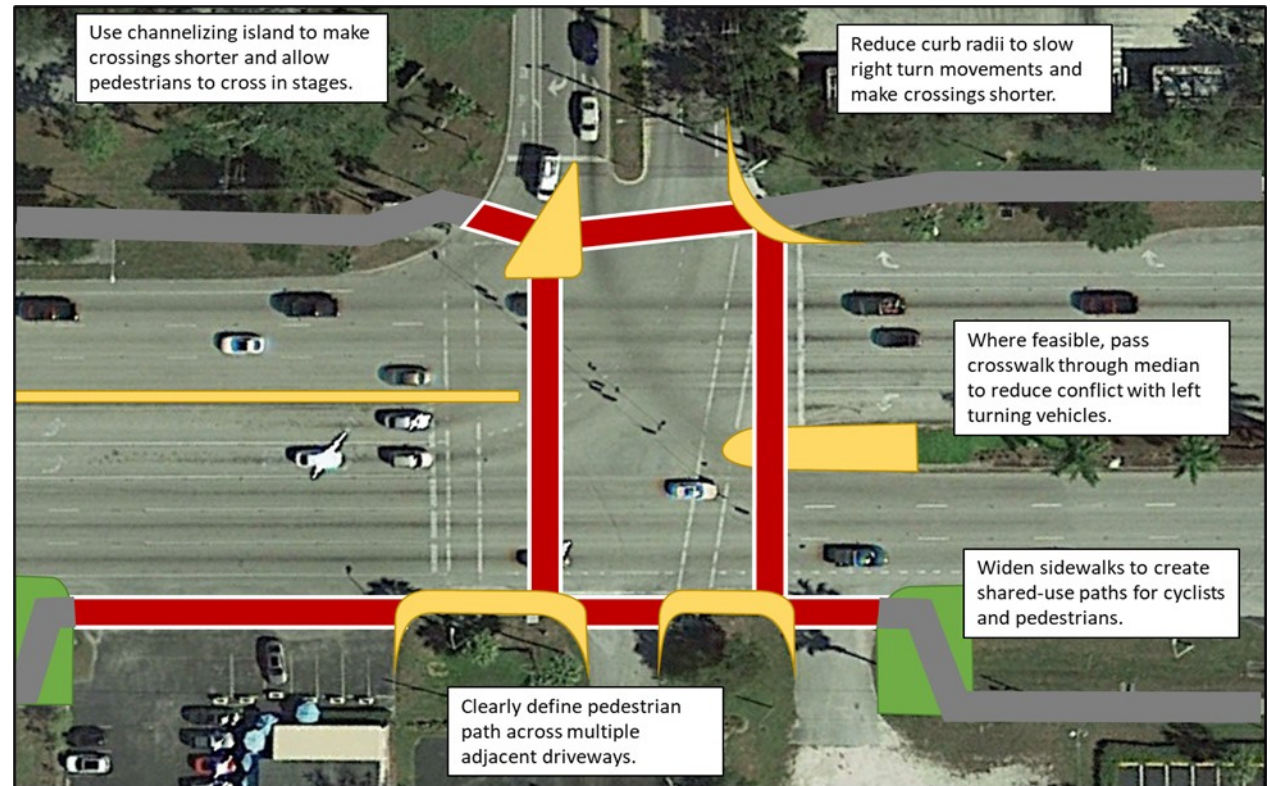 Use channelizing island to make
crossings shorter and allow
pedestrians to cross in stages.
Reduce curb radii to slow
right turn movements and
make crossings shorter.
Where feasible, pass
crosswalk through median
to reduce conflict with left
turning vehicles.
Widen sidewalks to create
shared-use paths for cyclists
and pedestrians.
Clearly define pedestrian
path across multiple
adjacent driveways.